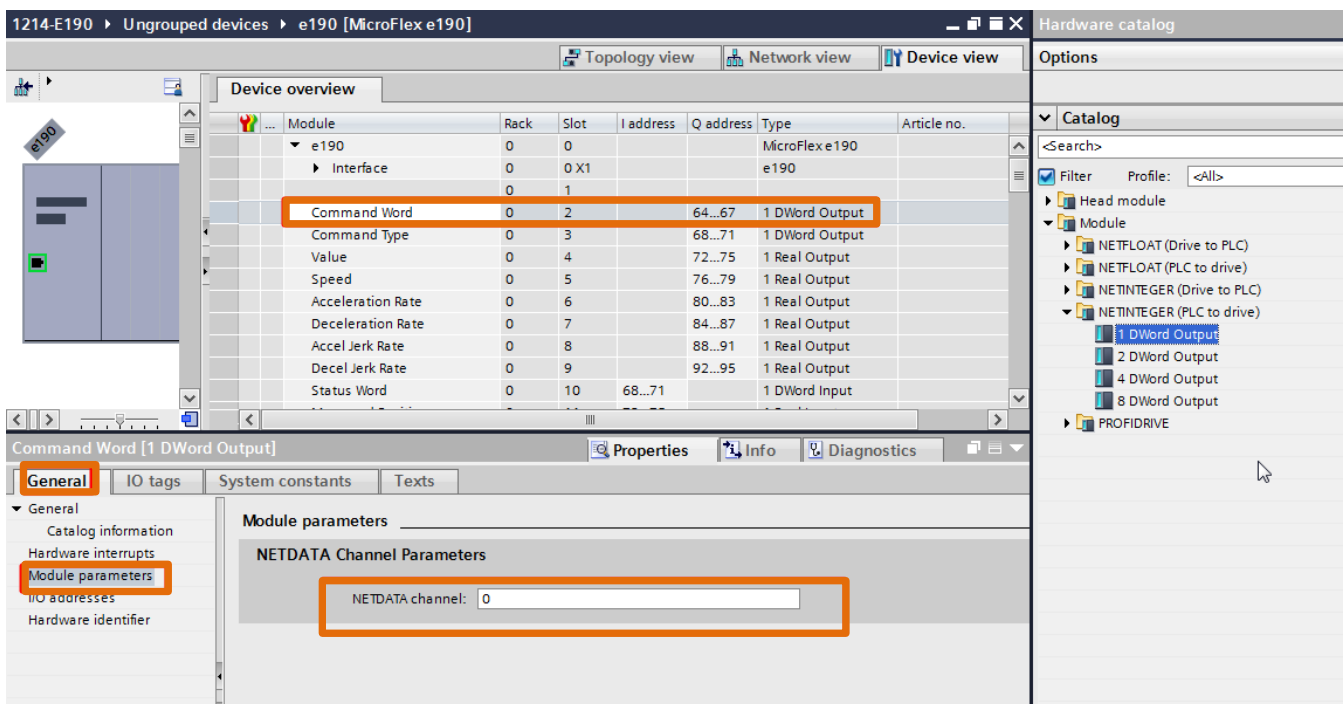 1214-E190 ▸ Ungrouped devices ▸ e190 [MicroFlex e190]
Hardware catalog
Topology view
Network view
Device view
Options
Device overview
e190
... Module Rack Slot I address Q address Type Article no.
e190 0 0 MicroFlex e190
Interface 0 0 X1 e190
0 1
Command Word 0 2 64...67 1 DWord Output
Command Type 0 3 68...71 1 DWord Output
Value 0 4 72...75 1 Real Output
Speed 0 5 76...79 1 Real Output
Acceleration Rate 0 6 80...83 1 Real Output
Deceleration Rate 0 7 84...87 1 Real Output
Accel Jerk Rate 0 8 88...91 1 Real Output
Decel Jerk Rate 0 9 92...95 1 Real Output
Status Word 0 10 68...71 1 DWord Input
Catalog
<Search>
Filter Profile: <All>
Head module
Module
NETFLOAT (Drive to PLC)
NETFLOAT (PLC to drive)
NETINTEGER (Drive to PLC)
NETINTEGER (PLC to drive)
1 DWord Output
2 DWord Output
4 DWord Output
8 DWord Output
PROFIDRIVE
Command Word [1 DWord Output]
Properties
Info
Diagnostics
General
IO tags
System constants
Texts
General
Catalog information
Hardware interrupts
Module parameters
I/O addresses
Hardware identifier
Module parameters
NETDATA Channel Parameters
NETDATA channel: 0